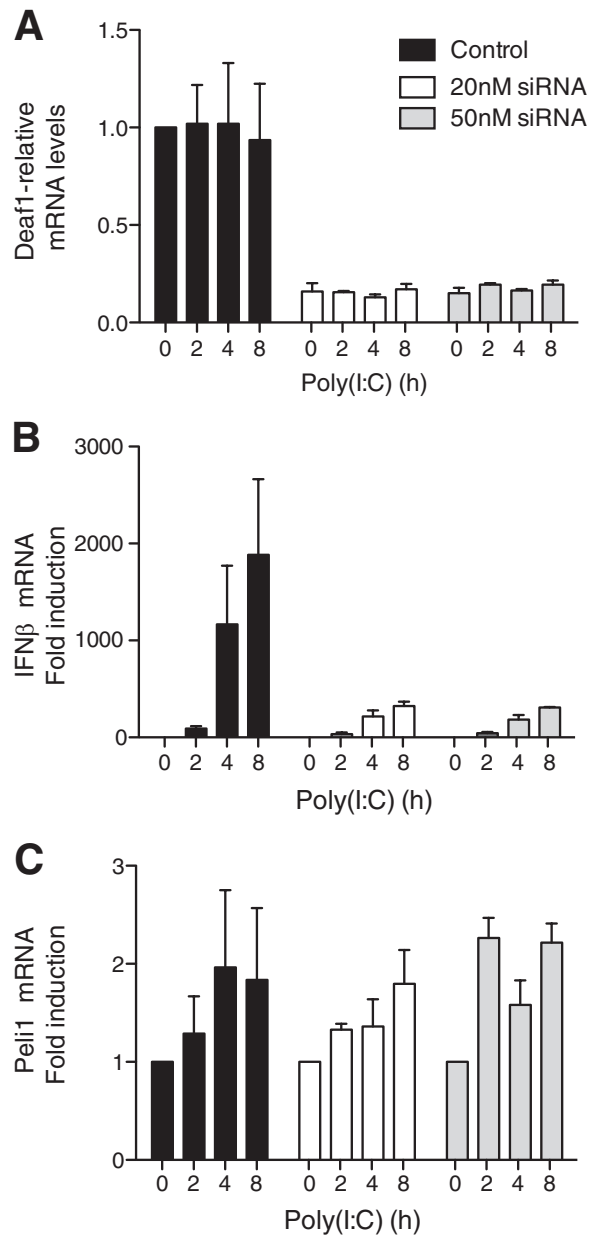 A
1.5
1.0
0.5
0.0
Deaf1-relative
mRNA levels
Control
20nM siRNA
50nM siRNA
0 2 4 8 0 2 4 8 0 2 4 8
Poly(I:C) (h)
B
3000
2000
1000
0
IFNβ mRNA
Fold induction
0 2 4 8 0 2 4 8 0 2 4 8
Poly(I:C) (h)
C
3
2
1
0
Peli1 mRNA
Fold induction
0 2 4 8 0 2 4 8 0 2 4 8
Poly(I:C) (h)